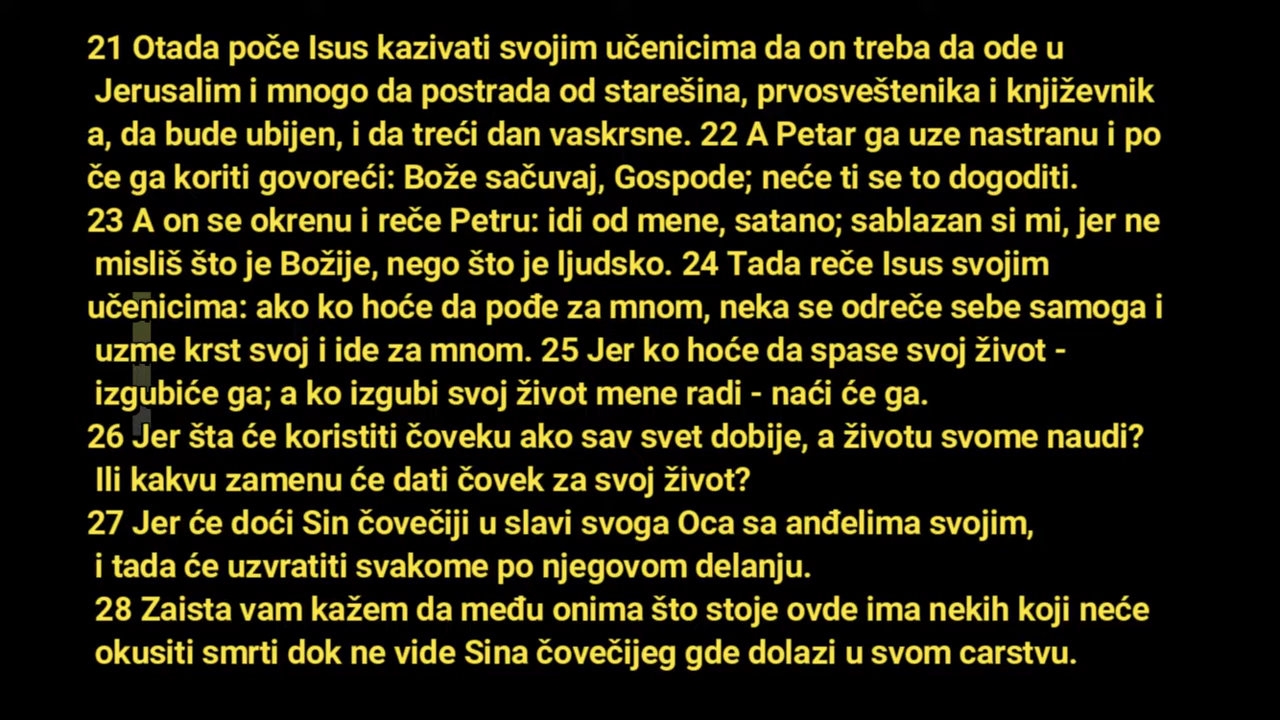 21 Otada poče Isus kazivati svojim učenicima da on treba da ode u
Jerusalim i mnogo da postrada od starešina, prvosveštenika i književnik
a, da bude ubijen, i da treći dan vaskrsne. 22 A Petar ga uze nastranu i po
če ga koriti govoreći: Bože sačuvaj, Gospode; neće ti se to dogoditi.
23 A on se okrenu i reče Petru: idi od mene, satano; sablazan si mi, jer ne
misliš što je Božije, nego što je ljudsko. 24 Tada reče Isus svojim
učenicima: ako ko hoće da pođe za mnom, neka se odreče sebe samoga i
uzme krst svoj i ide za mnom. 25 Jer ko hoće da spase svoj život -
izgubiće ga; a ko izgubi svoj život mene radi - naći će ga.
26 Jer šta će koristiti čoveku ako sav svet dobije, a životu svome naudi?
Ili kakvu zamenu će dati čovek za svoj život?
27 Jer će doći Sin čovečiji u slavi svoga Oca sa anđelima svojim,
i tada će uzvratiti svakome po njegovom delanju.
28 Zaista vam kažem da među onima što stoje ovde ima nekih koji neće
okusiti smrti dok ne vide Sina čovečijeg gde dolazi u svom carstvu.